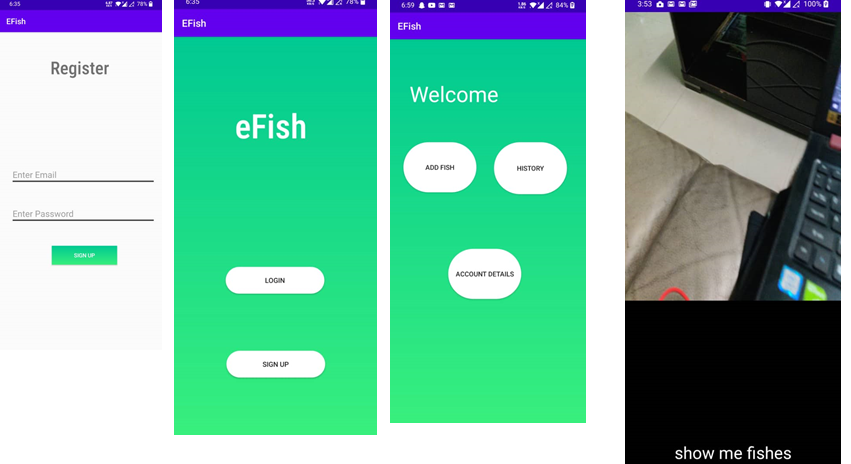 6:35
78%
EFish
Register
Enter Email
Enter Password
SIGN UP
6:35
78%
EFish
eFish
LOGIN
SIGN UP
6:59
84%
EFish
Welcome
ADD FISH
HISTORY
ACCOUNT DETAILS
3:53
100%
show me fishes